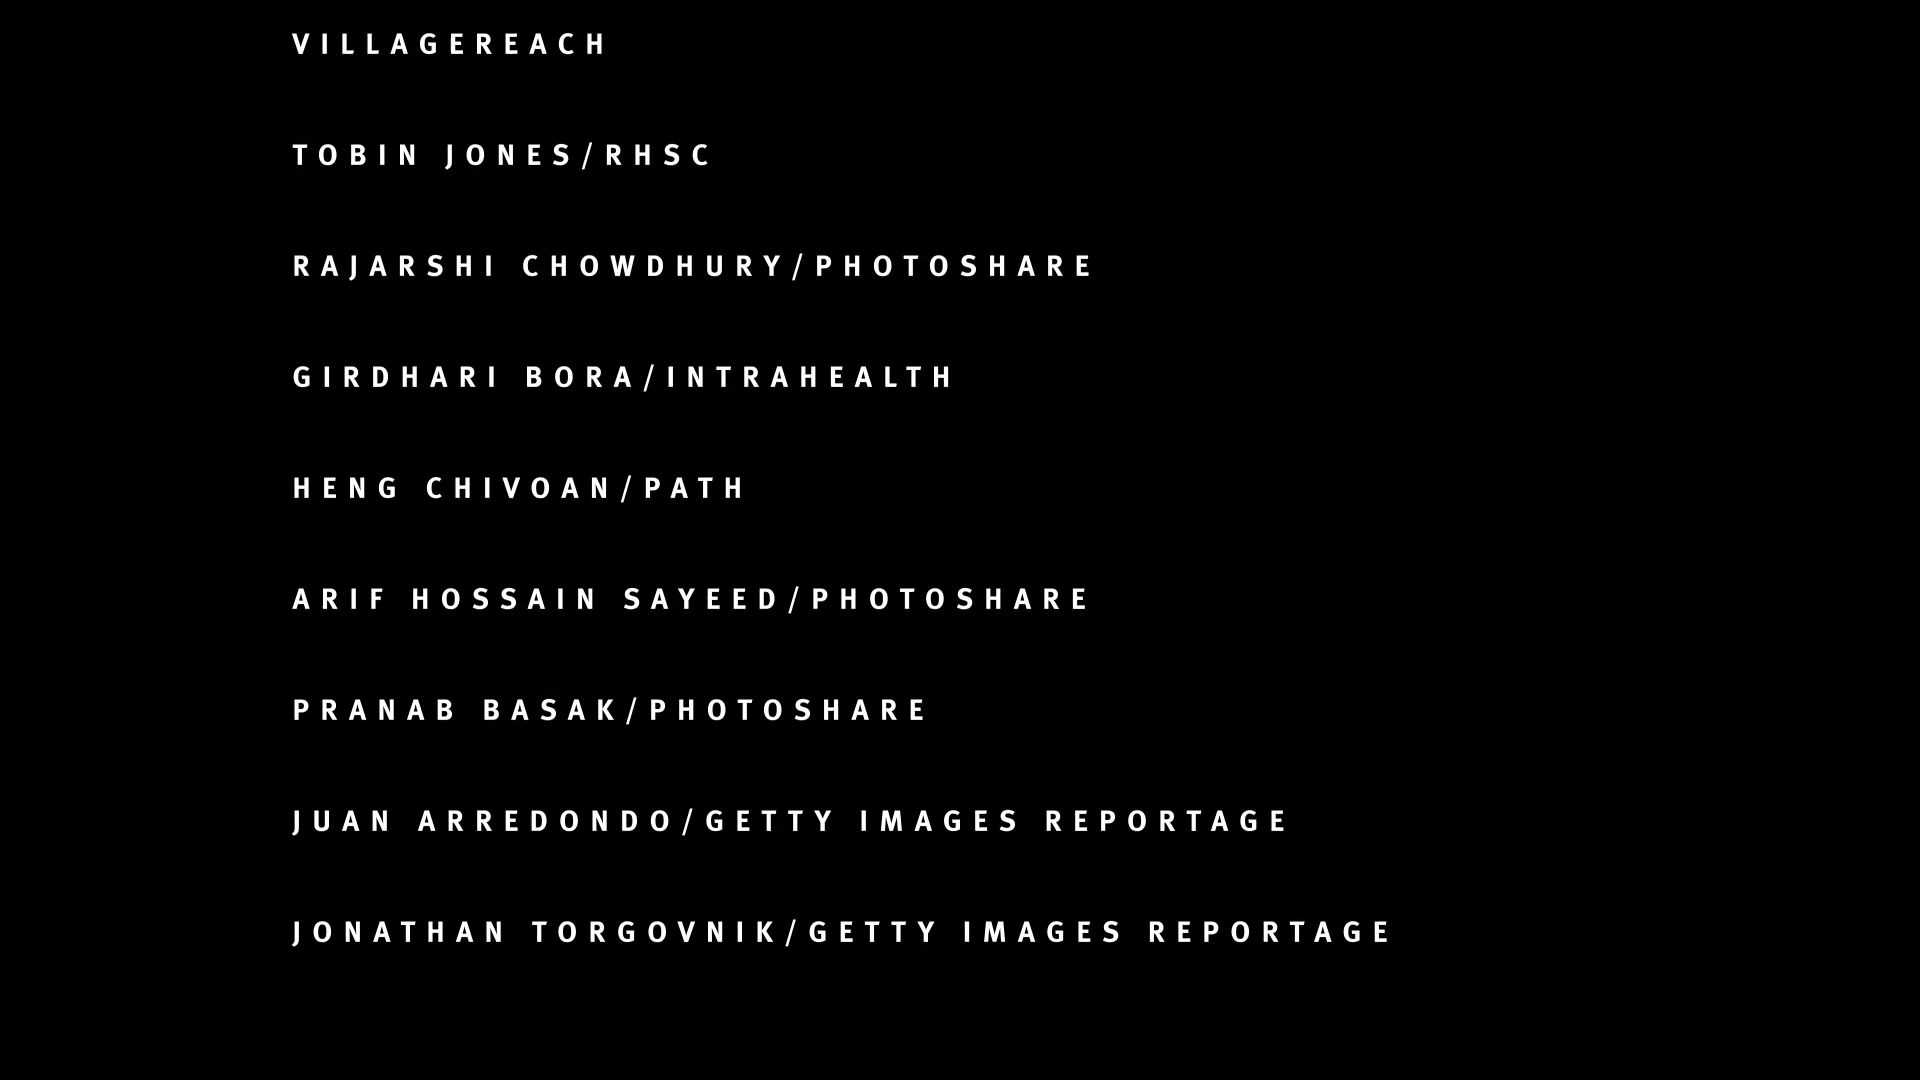 VILLAGEREACH
TOBIN JONES/RHSC
RAJARSHI CHOWDHURY/PHOTOSHARE
GIRDHARI BORA/INTRAHEALTH
HENG CHIVOAN/PATH
ARIF HOSSAIN SAYEED/PHOTOSHARE
PRANAB BASAK/PHOTOSHARE
JUAN ARREDONDO/GETTY IMAGES REPORTAGE
JONATHAN TORGOVNIK/GETTY IMAGES REPORTAGE